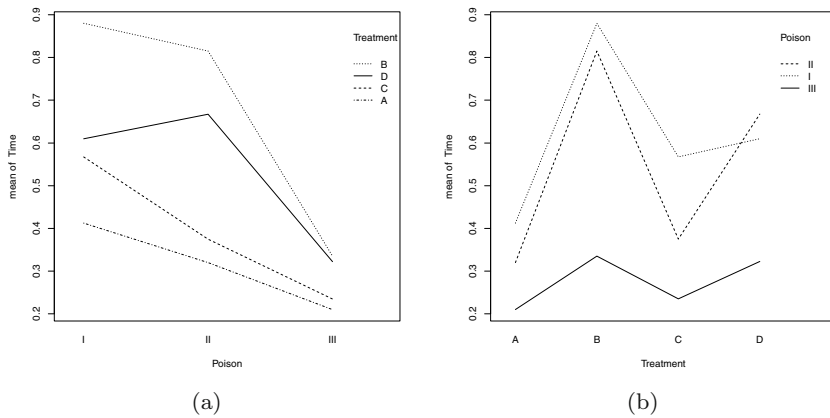 0.9
0.8
0.7
0.6
0.5
0.4
0.3
0.2
mean of Time
I
II
III
Poison
Treatment
B
D
C
A
(a)
0.9
0.8
0.7
0.6
0.5
0.4
0.3
0.2
mean of Time
A
B
C
D
Treatment
Poison
II
I
III
(b)